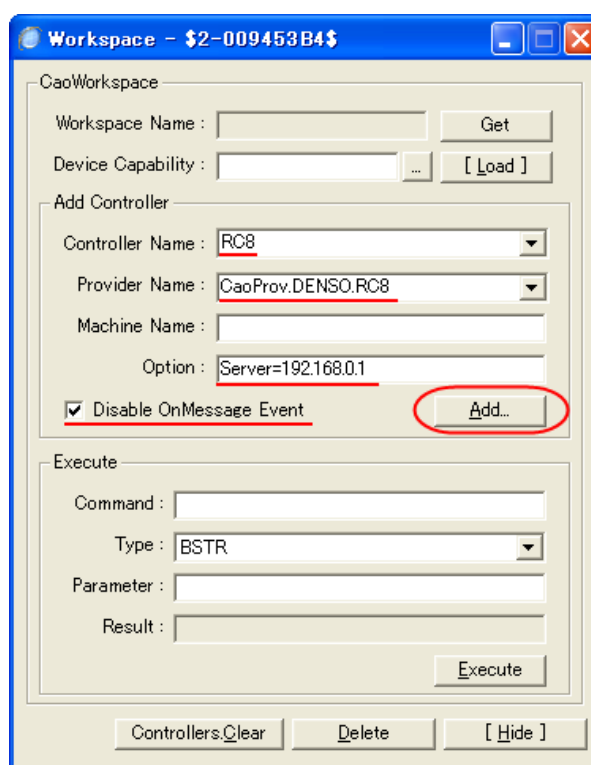 Workspace - $2-009453B4$
CaoWorkspace
Workspace Name : Get
Device Capability : ... [ Load ]
Add Controller
Controller Name : RC8
Provider Name : CaoProv.DENSO.RC8
Machine Name :
Option : Server=192.168.0.1
Disable OnMessage Event Add...
Execute
Command :
Type : BSTR
Parameter :
Result :
Execute
Controllers.Clear Delete [ Hide ]